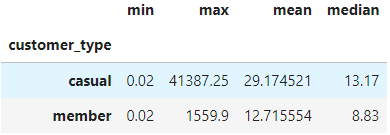 min max mean median
customer_type
casual 0.02 41387.25 29.174521 13.17
member 0.02 1559.9 12.715554 8.83